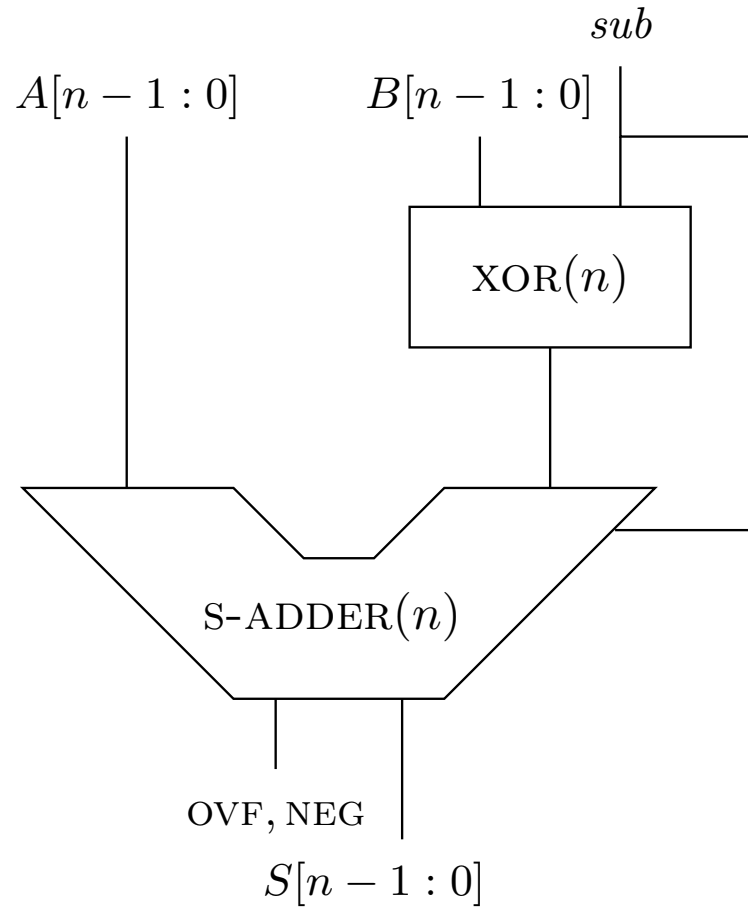 sub
A[n − 1 : 0]
B[n − 1 : 0]
XOR(n)
S-ADDER(n)
OVF, NEG
S[n − 1 : 0]